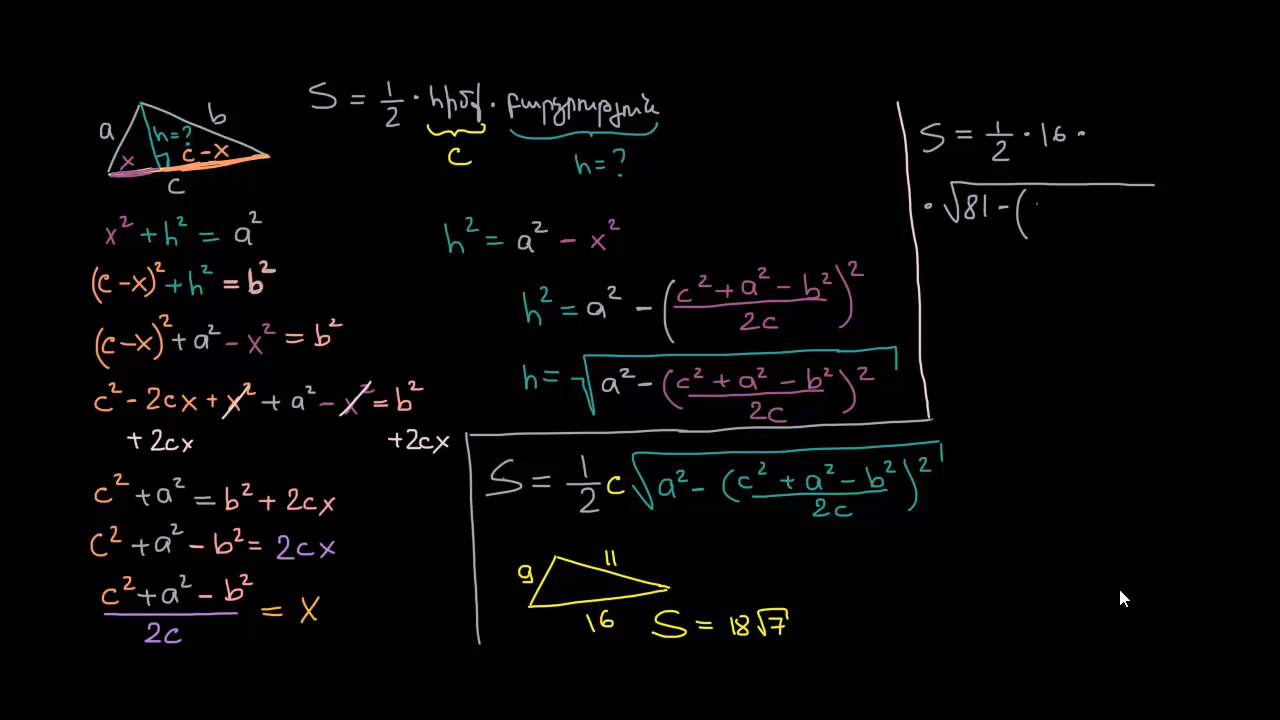 a b h=? x c-x c
S = 1/2 · հիմք · բարձրություն
c h=?
x² + h² = a²
(c-x)² + h² = b²
(c-x)² + a² - x² = b²
c² - 2cx + x² + a² - x² = b²
+ 2cx +2cx
c² + a² = b² + 2cx
c² + a² - b² = 2cx
(c² + a² - b²)/2c = x
h² = a² - x²
h² = a² - ((c² + a² - b²)/2c)²
h = √(a² - ((c² + a² - b²)/2c)²)
S = 1/2 c √(a² - ((c² + a² - b²)/2c)²)
9 11 16
S = 18√7
S = 1/2 · 16 ·
· √81 - (